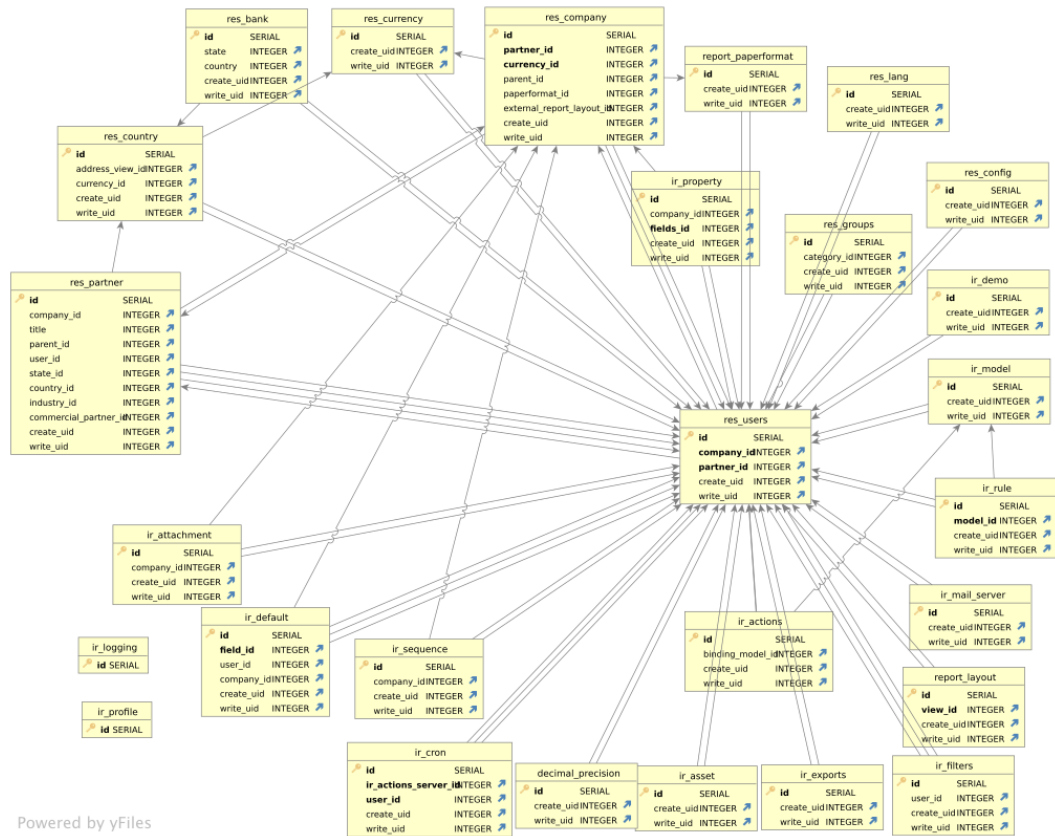 res_bank
id SERIAL
state INTEGER
country INTEGER
create_uid INTEGER
write_uid INTEGER
res_currency
id SERIAL
create_uid INTEGER
write_uid INTEGER
res_company
id SERIAL
partner_id INTEGER
currency_id INTEGER
parent_id INTEGER
paperformat_id INTEGER
external_report_layout_id INTEGER
create_uid INTEGER
write_uid INTEGER
report_paperformat
id SERIAL
create_uid INTEGER
write_uid INTEGER
res_lang
id SERIAL
create_uid INTEGER
write_uid INTEGER
res_country
id SERIAL
address_view_id INTEGER
currency_id INTEGER
create_uid INTEGER
write_uid INTEGER
ir_property
id SERIAL
company_id INTEGER
fields_id INTEGER
create_uid INTEGER
write_uid INTEGER
res_config
id SERIAL
create_uid INTEGER
write_uid INTEGER
res_groups
id SERIAL
category_id INTEGER
create_uid INTEGER
write_uid INTEGER
res_partner
id SERIAL
company_id INTEGER
title INTEGER
parent_id INTEGER
user_id INTEGER
state_id INTEGER
country_id INTEGER
industry_id INTEGER
commercial_partner_id INTEGER
create_uid INTEGER
write_uid INTEGER
ir_demo
id SERIAL
create_uid INTEGER
write_uid INTEGER
ir_model
id SERIAL
create_uid INTEGER
write_uid INTEGER
res_users
id SERIAL
company_id INTEGER
partner_id INTEGER
create_uid INTEGER
write_uid INTEGER
ir_rule
id SERIAL
model_id INTEGER
create_uid INTEGER
write_uid INTEGER
ir_attachment
id SERIAL
company_id INTEGER
create_uid INTEGER
write_uid INTEGER
ir_mail_server
id SERIAL
create_uid INTEGER
write_uid INTEGER
ir_default
id SERIAL
field_id INTEGER
user_id INTEGER
company_id INTEGER
create_uid INTEGER
write_uid INTEGER
ir_actions
id SERIAL
binding_model_id INTEGER
create_uid INTEGER
write_uid INTEGER
ir_logging
id SERIAL
ir_sequence
id SERIAL
company_id INTEGER
create_uid INTEGER
write_uid INTEGER
report_layout
id SERIAL
view_id INTEGER
create_uid INTEGER
write_uid INTEGER
ir_profile
id SERIAL
ir_cron
id SERIAL
ir_actions_server_id INTEGER
user_id INTEGER
create_uid INTEGER
write_uid INTEGER
decimal_precision
id SERIAL
create_uid INTEGER
write_uid INTEGER
ir_asset
id SERIAL
create_uid INTEGER
write_uid INTEGER
ir_exports
id SERIAL
create_uid INTEGER
write_uid INTEGER
ir_filters
id SERIAL
user_id INTEGER
create_uid INTEGER
write_uid INTEGER
Powered by yFiles